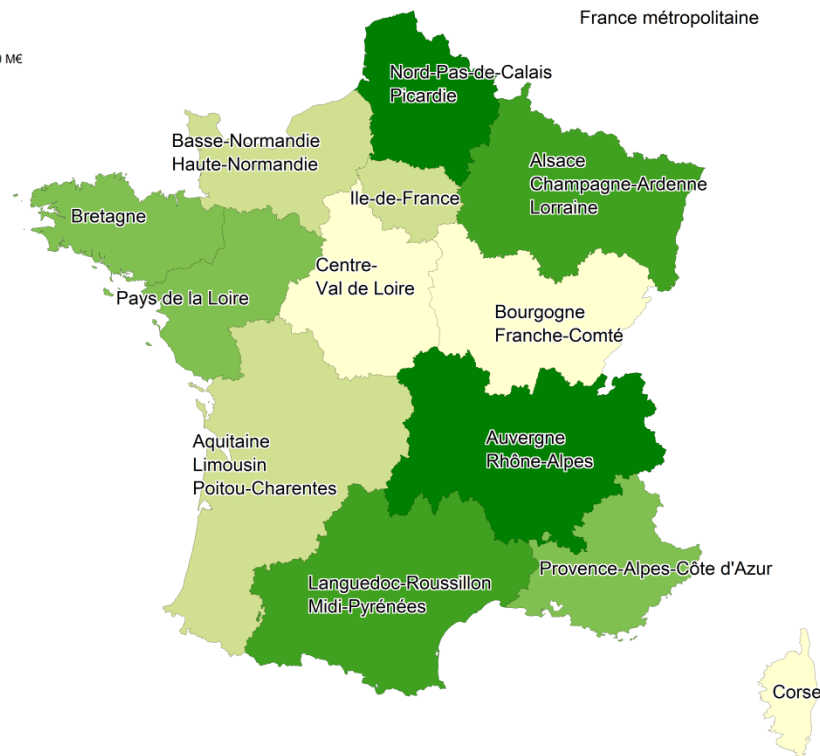 France métropolitaine
M€
Nord-Pas-de-Calais
Picardie
Basse-Normandie
Haute-Normandie
Alsace
Champagne-Ardenne
Lorraine
Ile-de-France
Bretagne
Centre-
Val de Loire
Pays de la Loire
Bourgogne
Franche-Comté
Aquitaine
Limousin
Poitou-Charentes
Auvergne
Rhône-Alpes
Provence-Alpes-Côte d'Azur
Languedoc-Roussillon
Midi-Pyrénées
Corse